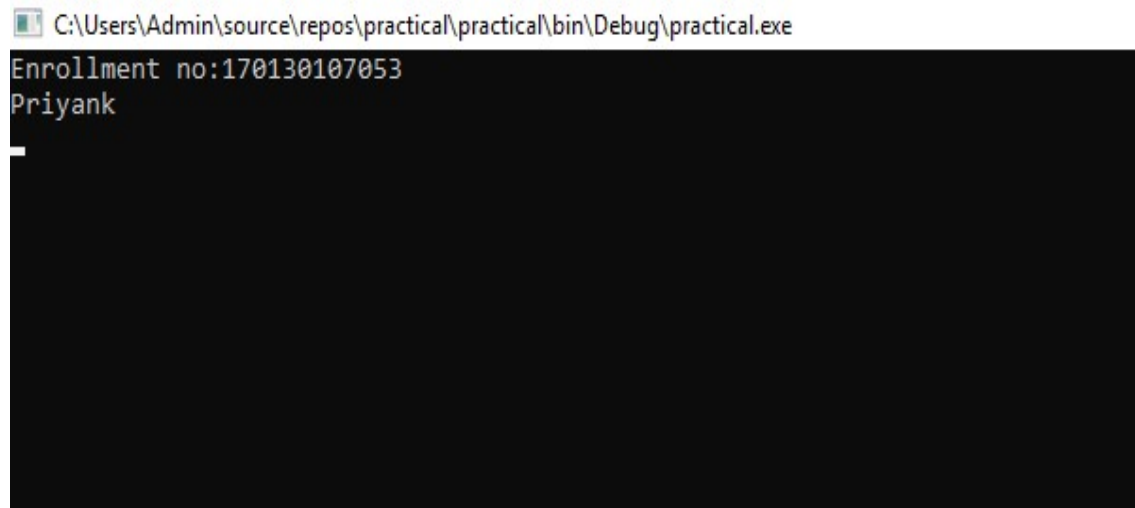 C:\Users\Admin\source\repos\practical\practical\bin\Debug\practical.exe
Enrollment no:170130107053
Priyank